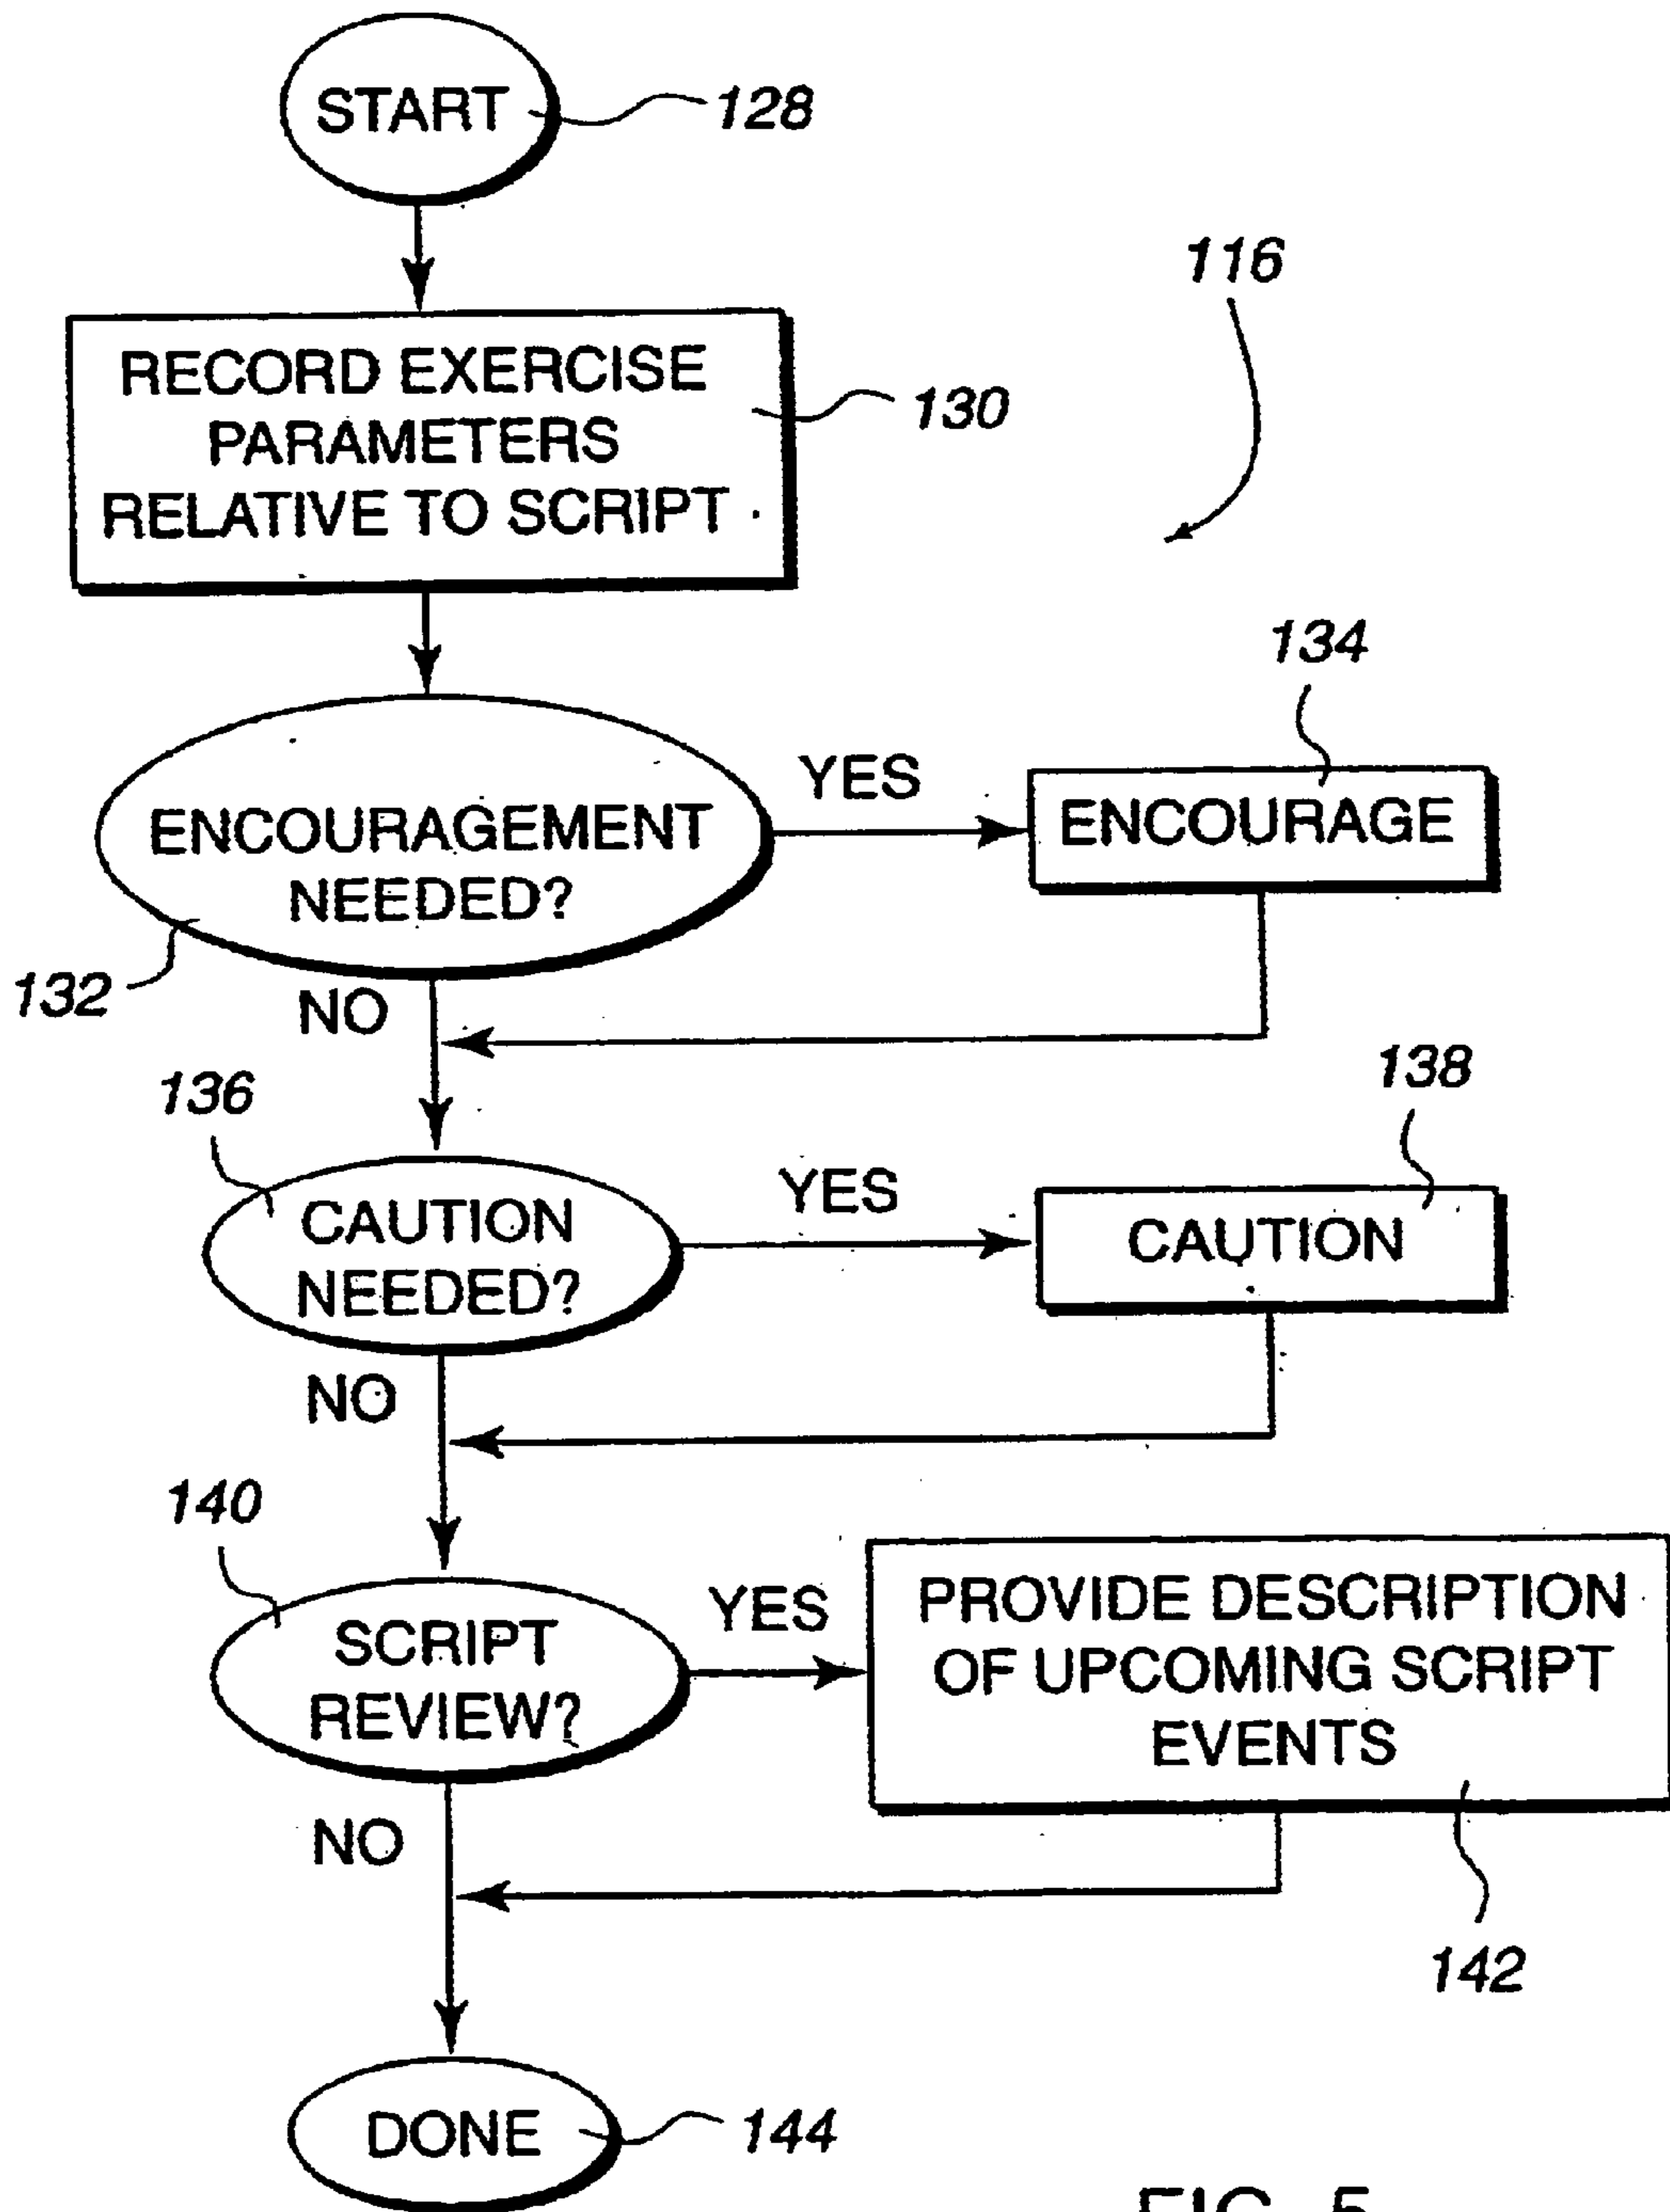 START
128
116
RECORD EXERCISE
PARAMETERS
RELATIVE TO SCRIPT
130
134
ENCOURAGEMENT
NEEDED?
YES
ENCOURAGE
132
NO
136
138
CAUTION
NEEDED?
YES
CAUTION
NO
140
SCRIPT
REVIEW?
YES
PROVIDE DESCRIPTION
OF UPCOMING SCRIPT
EVENTS
NO
142
DONE
144
FIG. 5